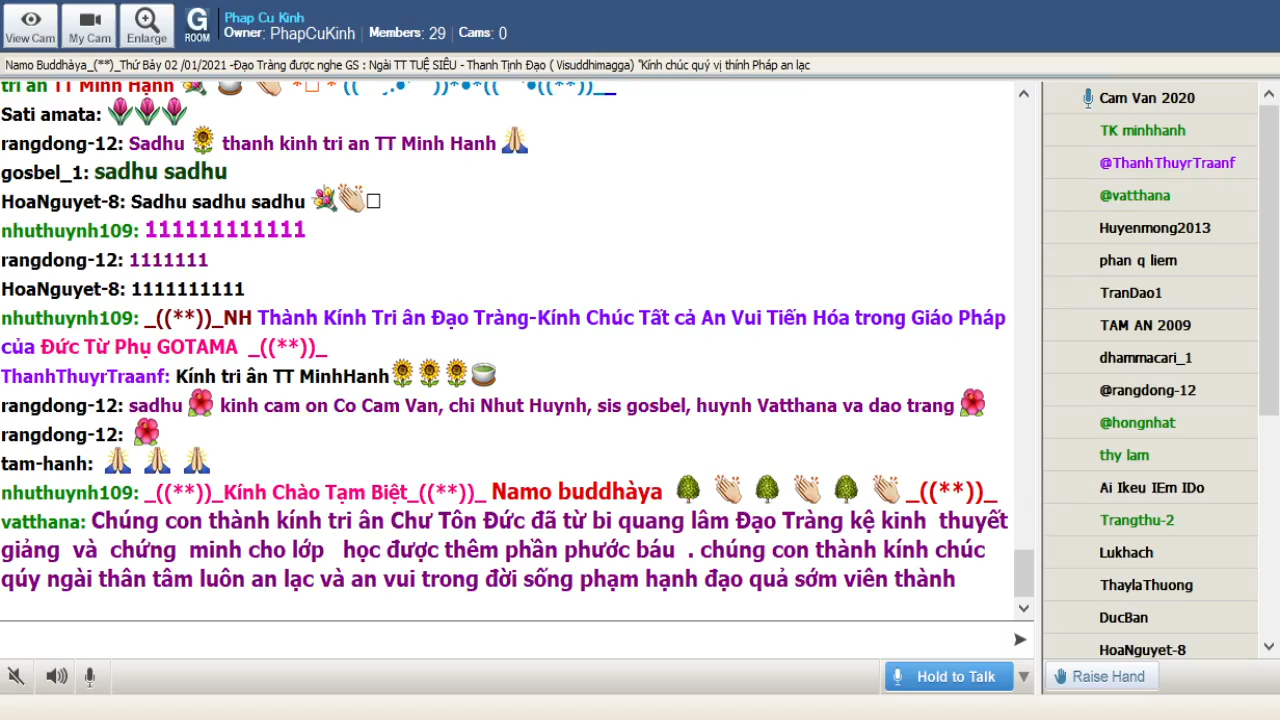 View Cam
My Cam
Enlarge
G
ROOM
Phap Cu Kinh
Owner: PhapCuKinh | Members: 29 | Cams: 0
Namo Buddhàya_(**)_Thứ Bảy 02 /01/2021 -Đạo Tràng được nghe GS : Ngài TT TUỆ SIÊU - Thanh Tịnh Đạo ( Visuddhimagga) "Kính chúc quý vị thính Pháp an lạc
tri ân TT Minh Hạnh
Sati amata:
rangdong-12: Sadhu thanh kinh tri an TT Minh Hanh
gosbel_1: sadhu sadhu
HoaNguyet-8: Sadhu sadhu sadhu
nhuthuynh109: 111111111111
rangdong-12: 1111111
HoaNguyet-8: 1111111111
nhuthuynh109: _((**))_NH Thành Kính Tri ân Đạo Tràng-Kính Chúc Tất cả An Vui Tiến Hóa trong Giáo Pháp
của Đức Từ Phụ GOTAMA _((**))_
ThanhThuyrTraanf: Kính tri ân TT MinhHanh
rangdong-12: sadhu kinh cam on Co Cam Van, chi Nhut Huynh, sis gosbel, huynh Vatthana va dao trang
rangdong-12:
tam-hanh:
nhuthuynh109: _((**))_Kính Chào Tạm Biệt_((**))_ Namo buddhàya _((**))_
vatthana: Chúng con thành kính tri ân Chư Tôn Đức đã từ bi quang lâm Đạo Tràng kệ kinh thuyết
giảng và chứng minh cho lớp học được thêm phần phước báu . chúng con thành kính chúc
qúy ngài thân tâm luôn an lạc và an vui trong đời sống phạm hạnh đạo quả sớm viên thành
Hold to Talk
Cam Van 2020
TK minhhanh
@ThanhThuyrTraanf
@vatthana
Huyenmong2013
phan q liem
TranDao1
TAM AN 2009
dhammacari_1
@rangdong-12
@hongnhat
thy lam
Ai Ikeu IEm IDo
Trangthu-2
Lukhach
ThaylaThuong
DucBan
HoaNguyet-8
Raise Hand